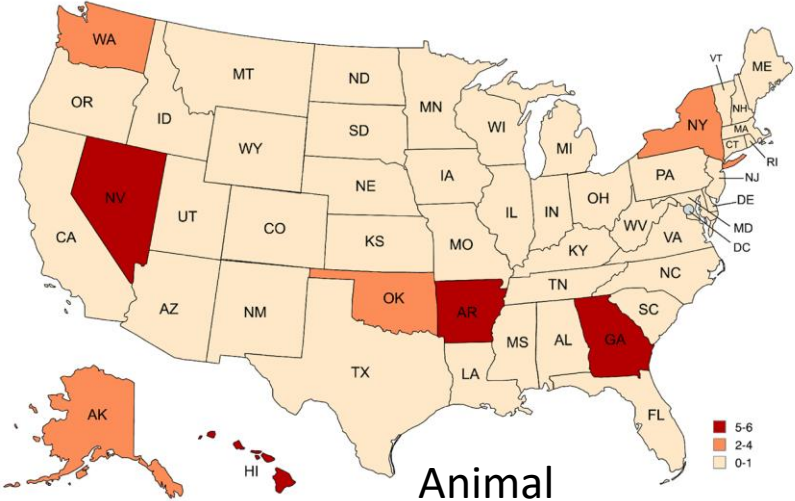 WA
MT
ND
MN
VT
ME
OR
ID
SD
WI
MI
NY
NH
MA
CT
RI
WY
NE
IA
PA
NJ
NV
UT
CO
IL
IN
OH
DE
CA
KS
MO
WV
VA
MD
DC
KY
AZ
NM
OK
AR
TN
NC
TX
LA
MS
AL
GA
SC
FL
AK
HI
5-6
2-4
0-1
Animal